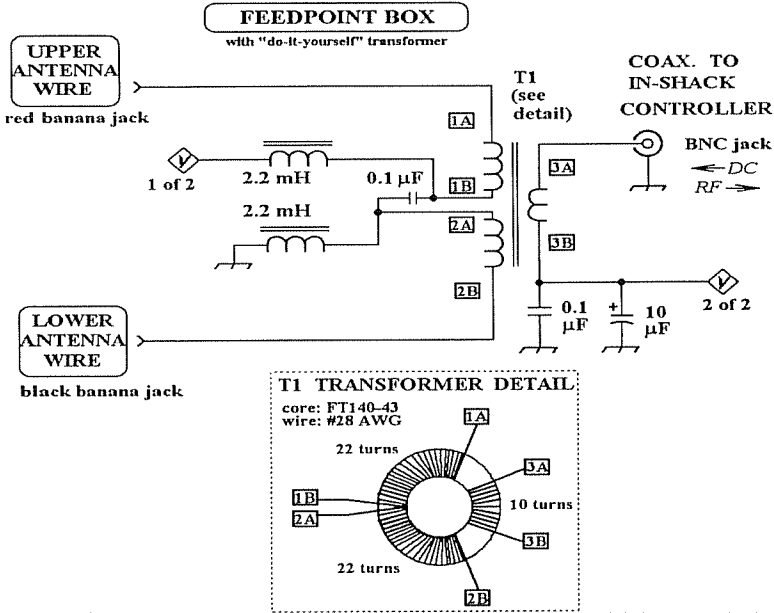 FEEDPOINT BOX
with "do-it-yourself" transformer
UPPER
ANTENNA
WIRE
red banana jack
T1
(see
detail)
COAX. TO
IN-SHACK
CONTROLLER
BNC jack
DC
RF
1A
1B
2A
2B
3A
3B
V
1 of 2
2.2 mH
0.1 µF
2.2 mH
0.1
µF
+
10
µF
V
2 of 2
LOWER
ANTENNA
WIRE
black banana jack
T1 TRANSFORMER DETAIL
core: FT140-43
wire: #28 AWG
22 turns
1A
3A
1B
2A
10 turns
3B
22 turns
2B